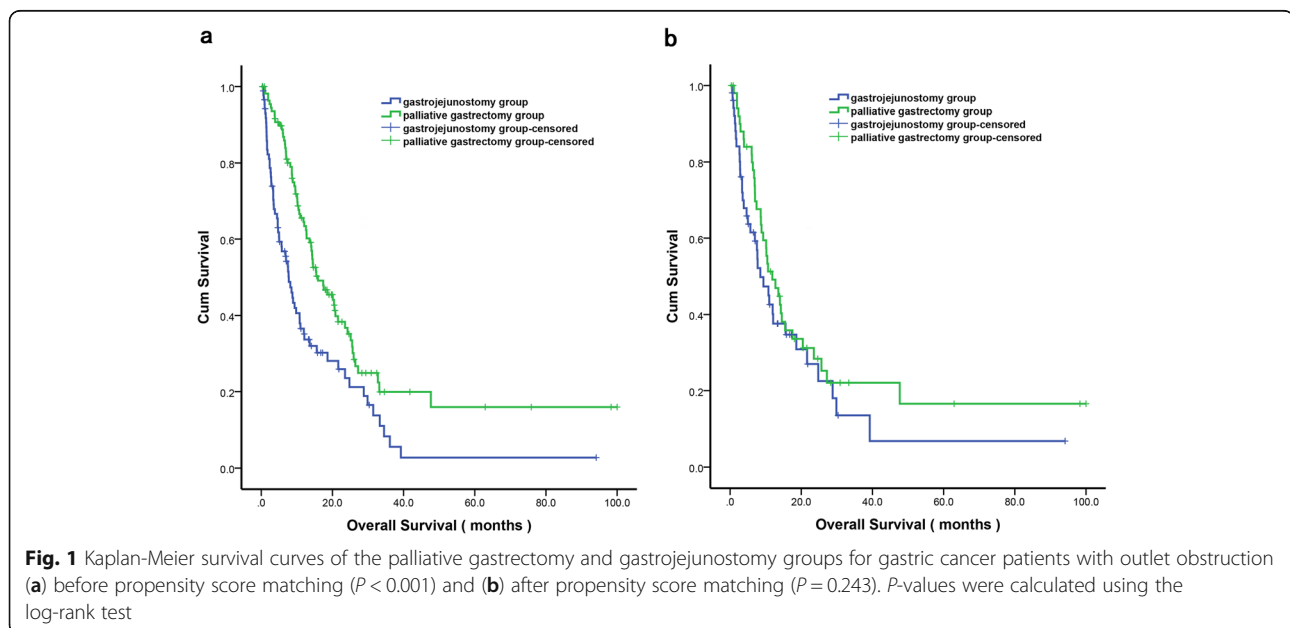 a
gastrojejunostomy group
palliative gastrectomy group
gastrojejunostomy group-censored
palliative gastrectomy group-censored
Cum Survival
1.0
0.8
0.6
0.4
0.2
0.0
.0 20.0 40.0 60.0 80.0 100.0
Overall Survival ( months )
b
gastrojejunostomy group
palliative gastrectomy group
gastrojejunostomy group-censored
palliative gastrectomy group-censored
Cum Survival
1.0
0.8
0.6
0.4
0.2
0.0
.0 20.0 40.0 60.0 80.0 100.0
Overall Survival ( months )
Fig. 1 Kaplan-Meier survival curves of the palliative gastrectomy and gastrojejunostomy groups for gastric cancer patients with outlet obstruction
(a) before propensity score matching (P < 0.001) and (b) after propensity score matching (P = 0.243). P-values were calculated using the
log-rank test